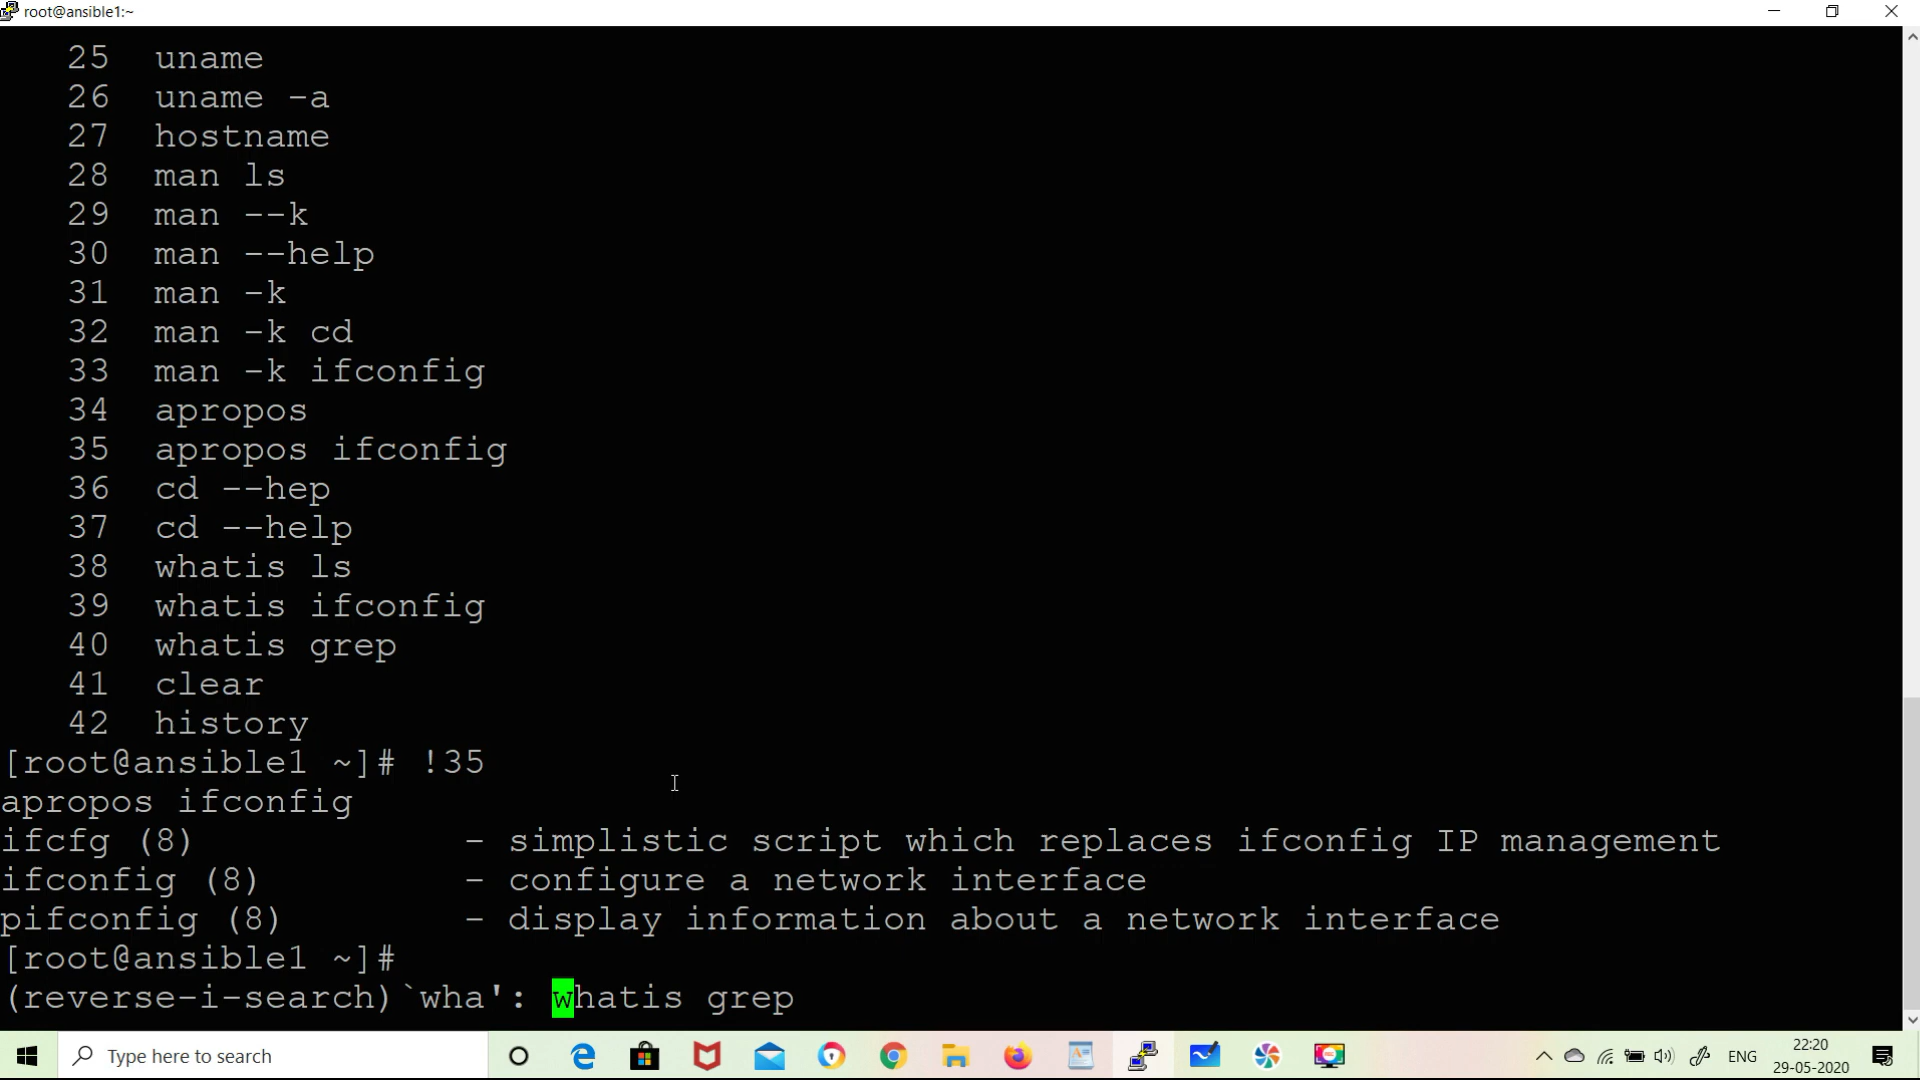 root@ansible1:~
25 uname
26 uname -a
27 hostname
28 man ls
29 man --k
30 man --help
31 man -k
32 man -k cd
33 man -k ifconfig
34 apropos
35 apropos ifconfig
36 cd --hep
37 cd --help
38 whatis ls
39 whatis ifconfig
40 whatis grep
41 clear
42 history
[root@ansible1 ~]# !35
apropos ifconfig
ifcfg (8) - simplistic script which replaces ifconfig IP management
ifconfig (8) - configure a network interface
pifconfig (8) - display information about a network interface
[root@ansible1 ~]#
(reverse-i-search)`wha': whatis grep
Type here to search
ENG
22:20
29-05-2020